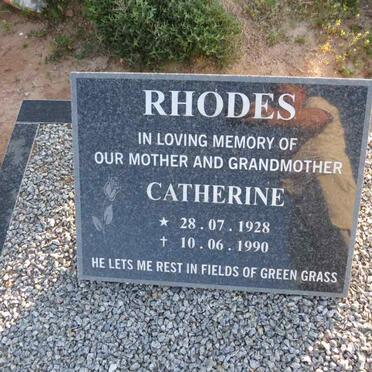 RHODES
IN LOVING MEMORY OF
OUR MOTHER AND GRANDMOTHER
CATHERINE
★ 28.07.1928
✝ 10.06.1990
HE LETS ME REST IN FIELDS OF GREEN GRASS